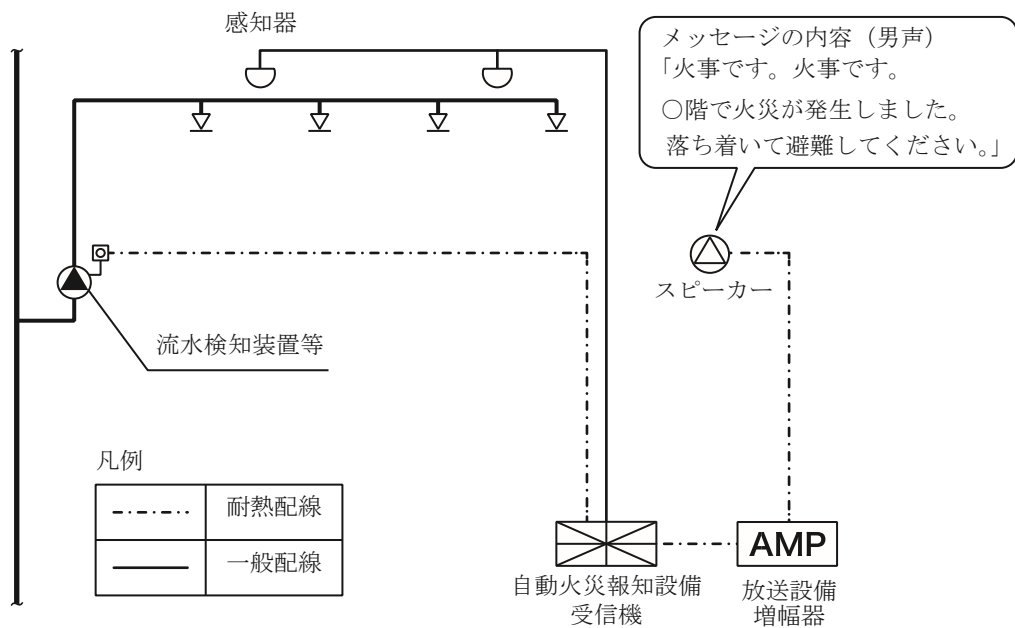 感知器
メッセージの内容（男声）
「火事です。火事です。
○階で火災が発生しました。
落ち着いて避難してください。」
スピーカー
流水検知装置等
凡例
耐熱配線
一般配線
AMP
自動火災報知設備
受信機
放送設備
増幅器